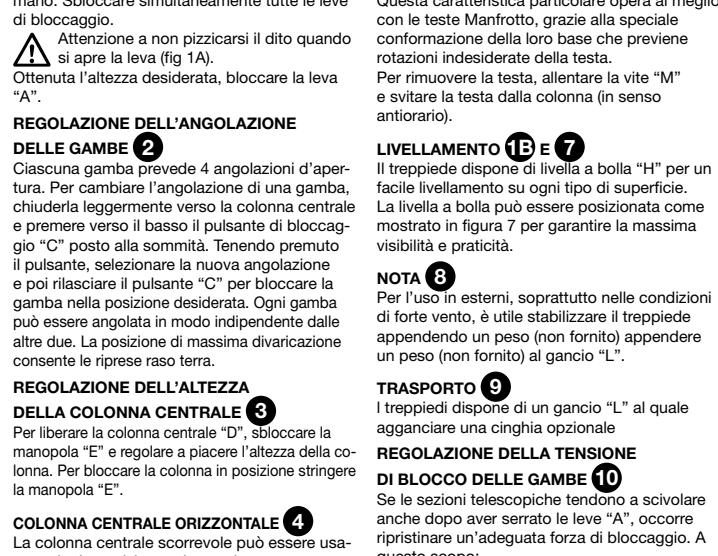 mano. Sbloccare simultaneamente tutte le leve
di bloccaggio.
Attenzione a non pizzicarsi il dito quando
si apre la leva (fig 1A).
Ottenuta l'altezza desiderata, bloccare la leva
“A”.
REGOLAZIONE DELL'ANGOLAZIONE
DELLE GAMBE 2
Ciascuna gamba prevede 4 angolazioni d'aper-
tura. Per cambiare l'angolazione di una gamba,
chiuderla leggermente verso la colonna centrale
e premere verso il basso il pulsante di bloccag-
gio “C” posto alla sommità. Tenendo premuto
il pulsante, selezionare la nuova angolazione
e poi rilasciare il pulsante “C” per bloccare la
gamba nella posizione desiderata. Ogni gamba
può essere angolata in modo indipendente dalle
altre due. La posizione di massima divaricazione
consente le riprese raso terra.
REGOLAZIONE DELL'ALTEZZA
DELLA COLONNA CENTRALE 3
Per liberare la colonna centrale “D”, sbloccare la
manopola “E” e regolare a piacere l'altezza della co-
lonna. Per bloccare la colonna in posizione stringere
la manopola “E”.
COLONNA CENTRALE ORIZZONTALE 4
La colonna centrale scorrevole può essere usa-
Questa caratteristica particolare opera al meglio
con le teste Manfrotto, grazie alla speciale
conformazione della loro base che previene
rotazioni indesiderate della testa.
Per rimuovere la testa, allentare la vite “M”
e svitare la testa dalla colonna (in senso
antiorario).
LIVELLAMENTO 1B E 7
Il treppiede dispone di livella a bolla “H” per un
facile livellamento su ogni tipo di superficie.
La livella a bolla può essere posizionata come
mostrato in figura 7 per garantire la massima
visibilità e praticità.
NOTA 8
Per l'uso in esterni, soprattutto nelle condizioni
di forte vento, è utile stabilizzare il treppiede
appendendo un peso (non fornito) appendere
un peso (non fornito) al gancio “L”.
TRASPORTO 9
I treppiedi dispone di un gancio “L” al quale
agganciare una cinghia opzionale
REGOLAZIONE DELLA TENSIONE
DI BLOCCO DELLE GAMBE 10
Se le sezioni telescopiche tendono a scivolare
anche dopo aver serrato le leve “A”, occorre
ripristinare un'adeguata forza di bloccaggio. A
questo scopo: